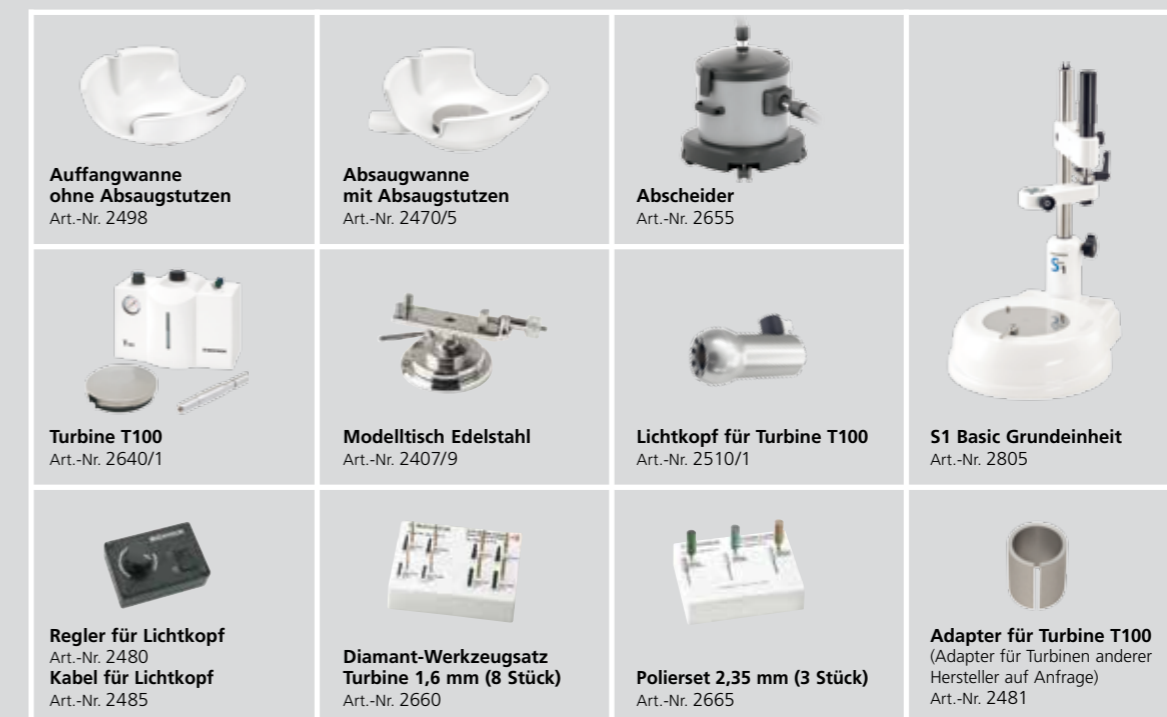 Auffangwanne
ohne Absaugstutzen
Art.-Nr. 2498
Absaugwanne
mit Absaugstutzen
Art.-Nr. 2470/5
Abscheider
Art.-Nr. 2655
S1
S1 Basic Grundeinheit
Art.-Nr. 2805
Turbine T100
Art.-Nr. 2640/1
Modelltisch Edelstahl
Art.-Nr. 2407/9
Lichtkopf für Turbine T100
Art.-Nr. 2510/1
Regler für Lichtkopf
Art.-Nr. 2480
Kabel für Lichtkopf
Art.-Nr. 2485
Diamant-Werkzeugsatz
Turbine 1,6 mm (8 Stück)
Art.-Nr. 2660
Polierset 2,35 mm (3 Stück)
Art.-Nr. 2665
Adapter für Turbine T100
(Adapter für Turbinen anderer
Hersteller auf Anfrage)
Art.-Nr. 2481